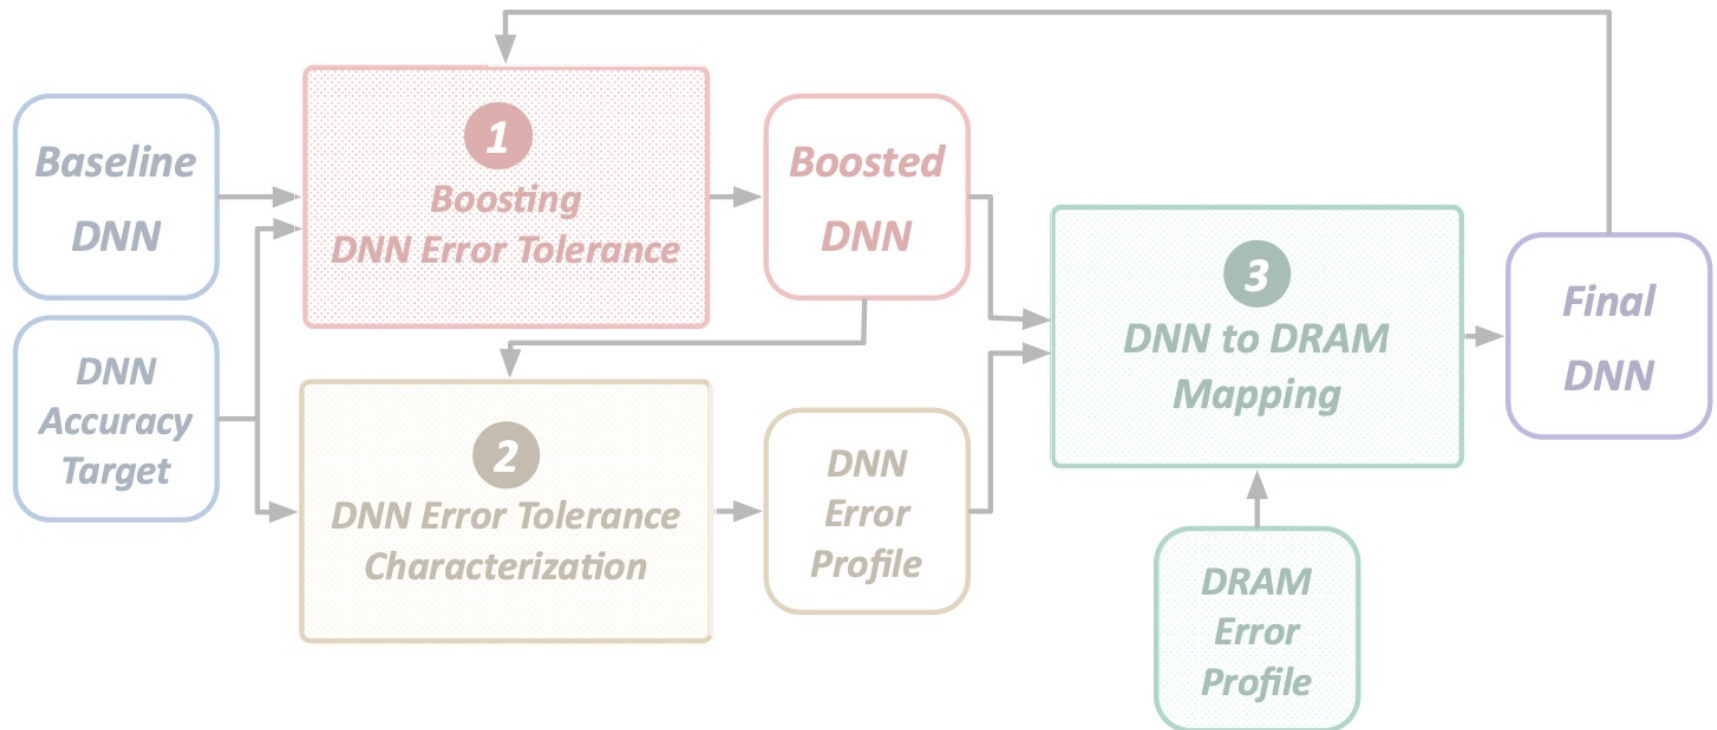 Baseline
DNN
DNN
Accuracy
Target
1
Boosting
DNN Error Tolerance
2
DNN Error Tolerance
Characterization
Boosted
DNN
DNN
Error
Profile
3
DNN to DRAM
Mapping
DRAM
Error
Profile
Final
DNN